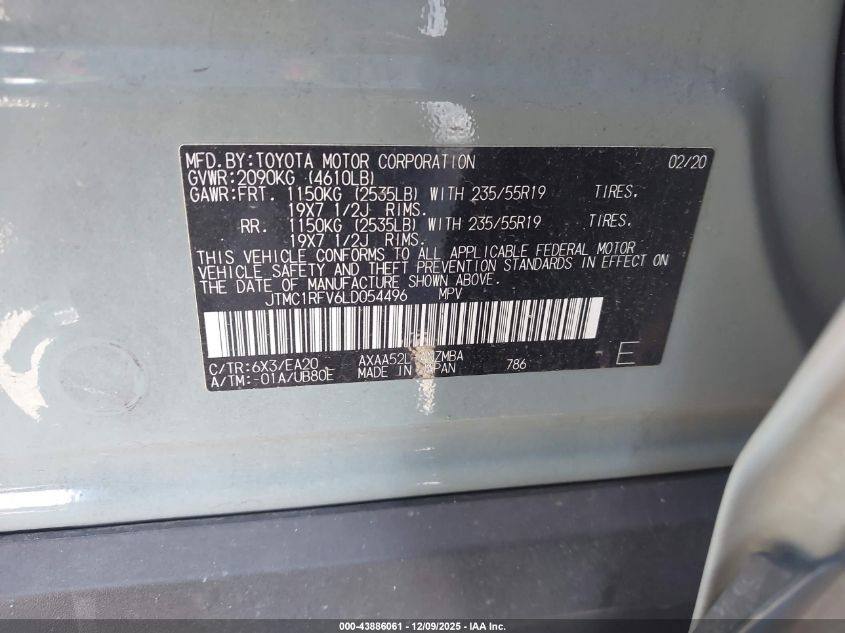 MFD. BY: TOYOTA MOTOR CORPORATION 02/20
GVWR: 2090KG (4610LB)
GAWR: FRT. 1150KG (2535LB) WITH 235/55R19 TIRES.
19X7 1/2J RIMS.
RR. 1150KG (2535LB) WITH 235/55R19 TIRES.
19X7 1/2J RIMS.
THIS VEHICLE CONFORMS TO ALL APPLICABLE FEDERAL MOTOR
VEHICLE SAFETY AND THEFT PREVENTION STANDARDS IN EFFECT ON
THE DATE OF MANUFACTURE SHOWN ABOVE.
JTMC1RFV6LD054496 MPV
C/TR: 6X3/EA20
A/TM: -01A/UB80E MADE IN JAPAN 786 E
000-43886061 - 12/09/2025 - IAA Inc.